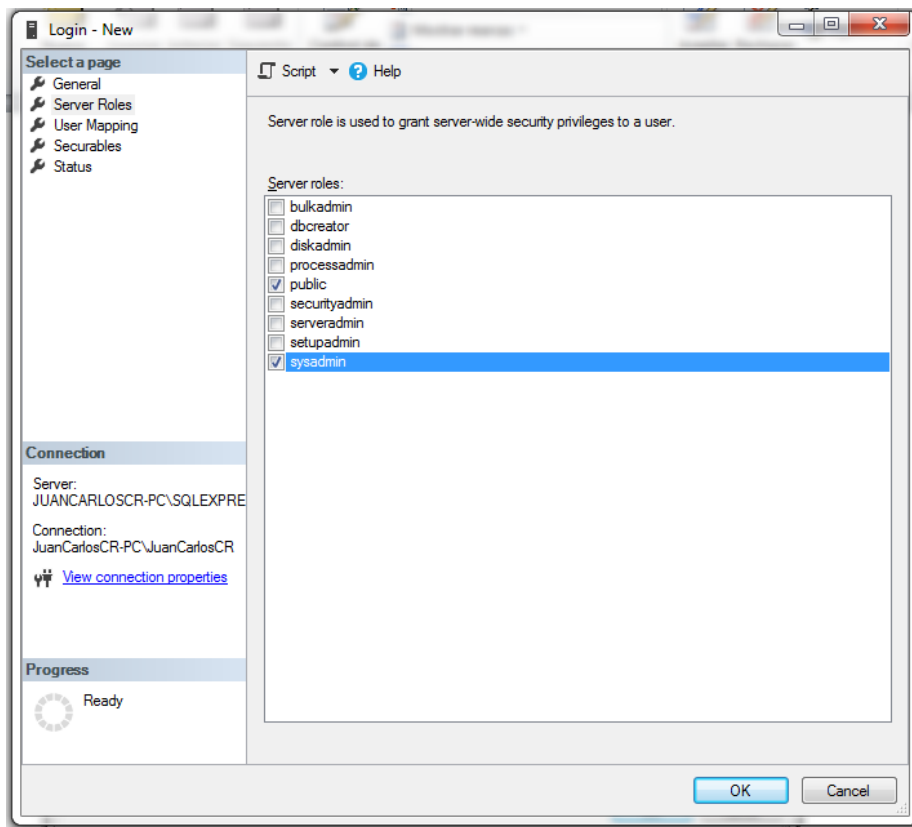 Login - New
Select a page
General
Server Roles
User Mapping
Securables
Status
Script
Help
Server role is used to grant server-wide security privileges to a user.
Server roles:
bulkadmin
dbcreator
diskadmin
processadmin
public
securityadmin
serveradmin
setupadmin
sysadmin
Connection
Server:
JUANCARLOSCR-PC\SQLEXPRE
Connection:
JuanCarlosCR-PC\JuanCarlosCR
View connection properties
Progress
Ready
OK
Cancel